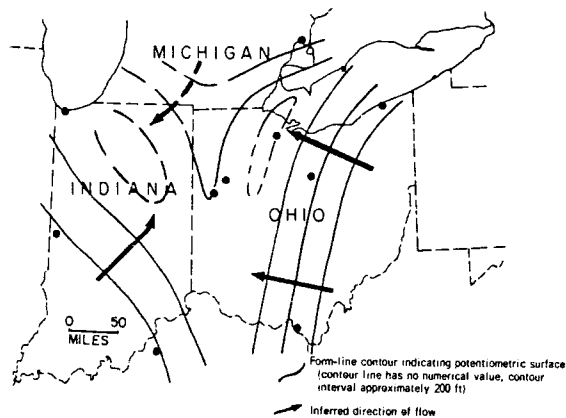 MICHIGAN
INDIANA
OHIO
0 50
MILES
Form-line contour indicating potentiometric surface
(contour line has no numerical value, contour
interval approximately 200 ft)
Inferred direction of flow